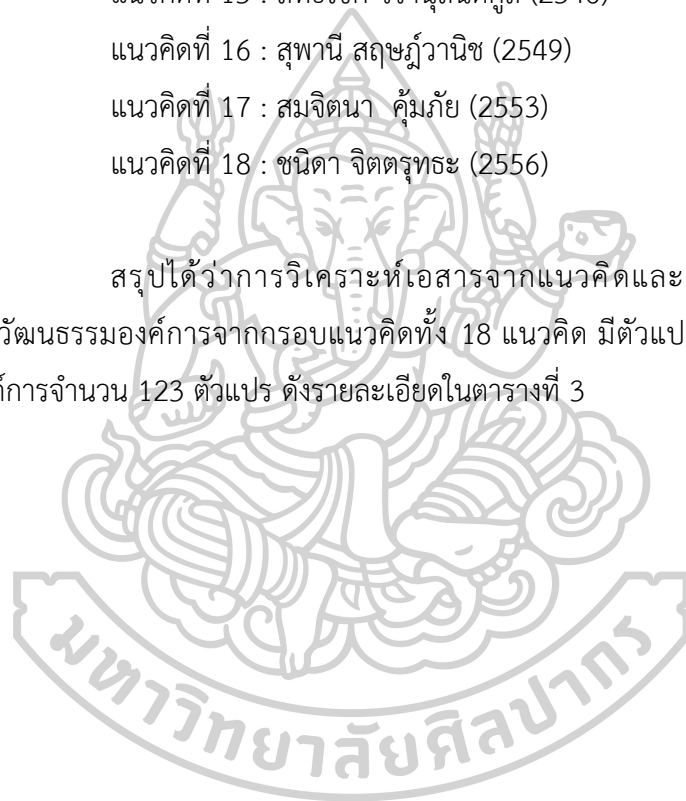 แนวคิดที่ 16 : สุพานี สฤษฎ์วานิช (2549)
แนวคิดที่ 17 : สมจิตนา คุ้มภัย (2553)
แนวคิดที่ 18 : ชนิดา จิตตรุทธะ (2556)
สรุปได้ว่าการวิเคราะห์เอสารจากแนวคิดและ
วัฒนธรรมองค์การจากกรอบแนวคิดทั้ง 18 แนวคิด มีตัวแป
การจำนวน 123 ตัวแปร ดังรายละเอียดในตารางที่ 3
มหาวิทยาลัยศิลปากร